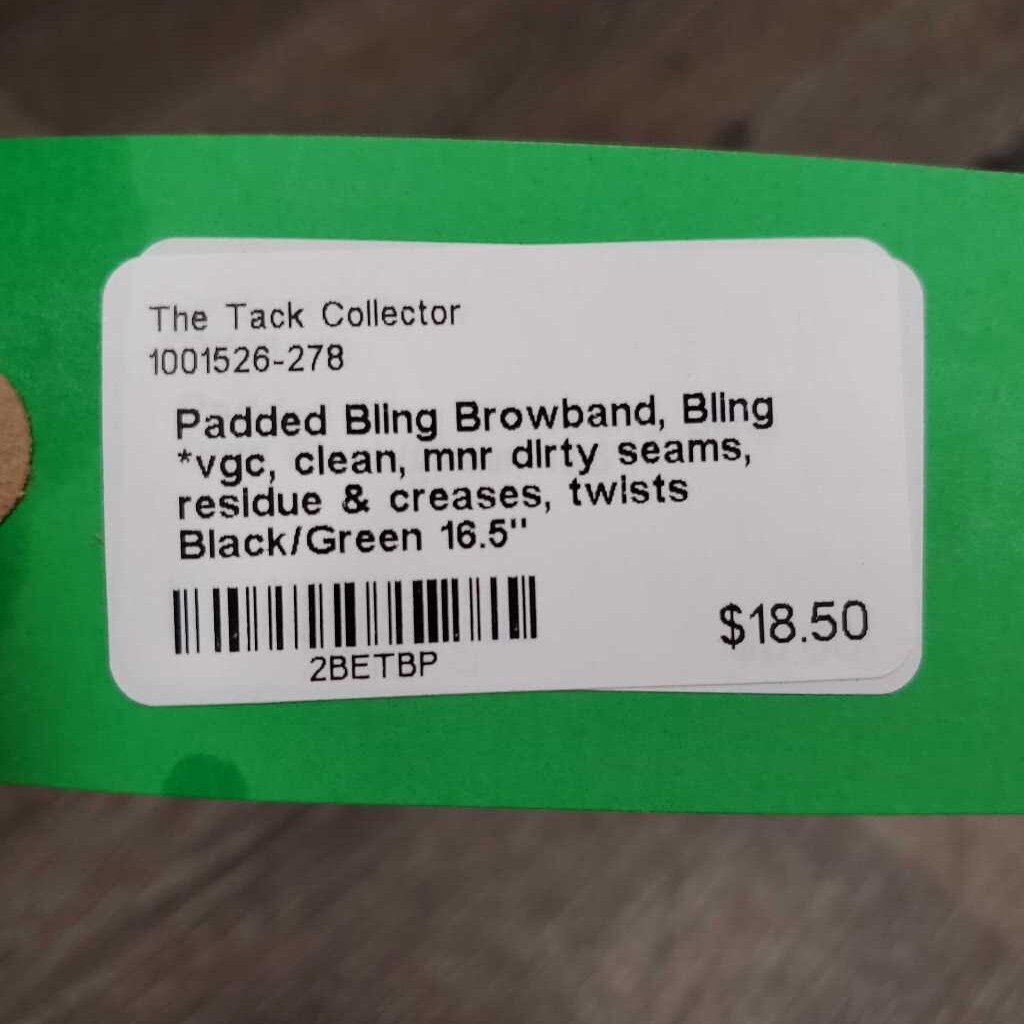 The Tack Collector
1001526-278
Padded Bling Browband, Bling
*vgc, clean, mnr dirty seams,
residue & creases, twists
Black/Green 16.5"
2BETBP
$18.50